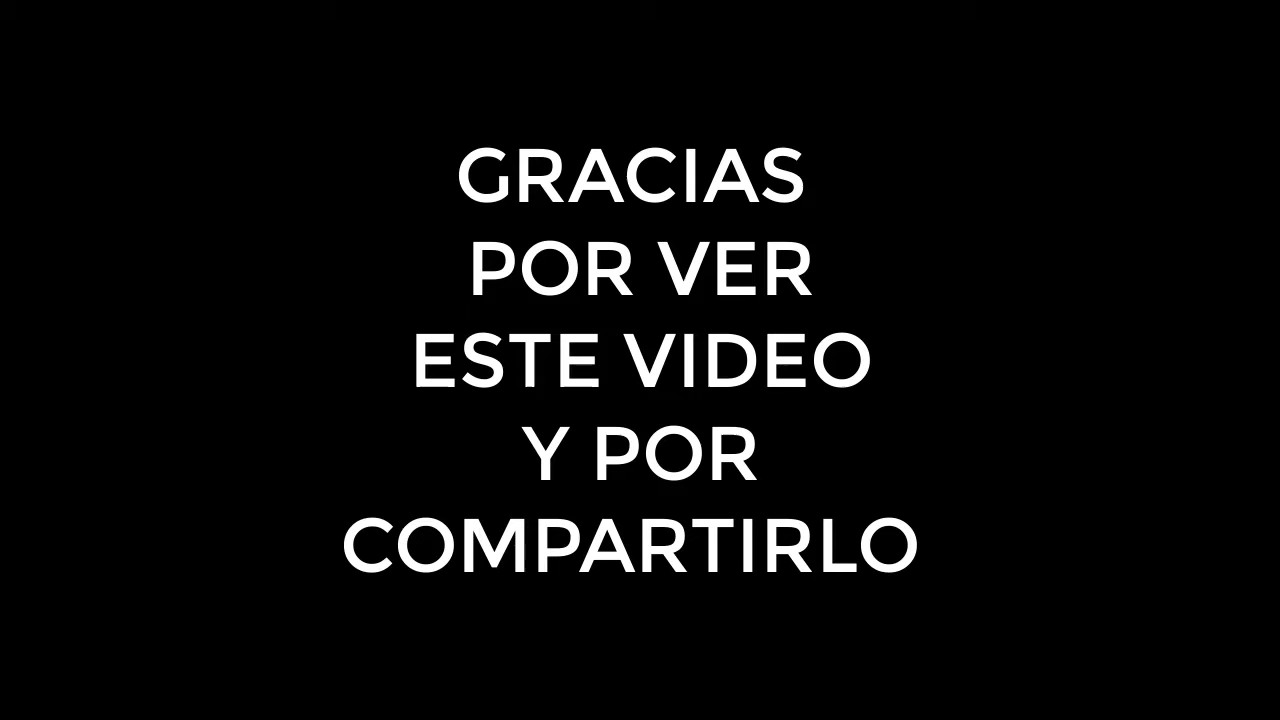 GRACIAS
POR VER
ESTE VIDEO
Y POR
COMPARTIRLO